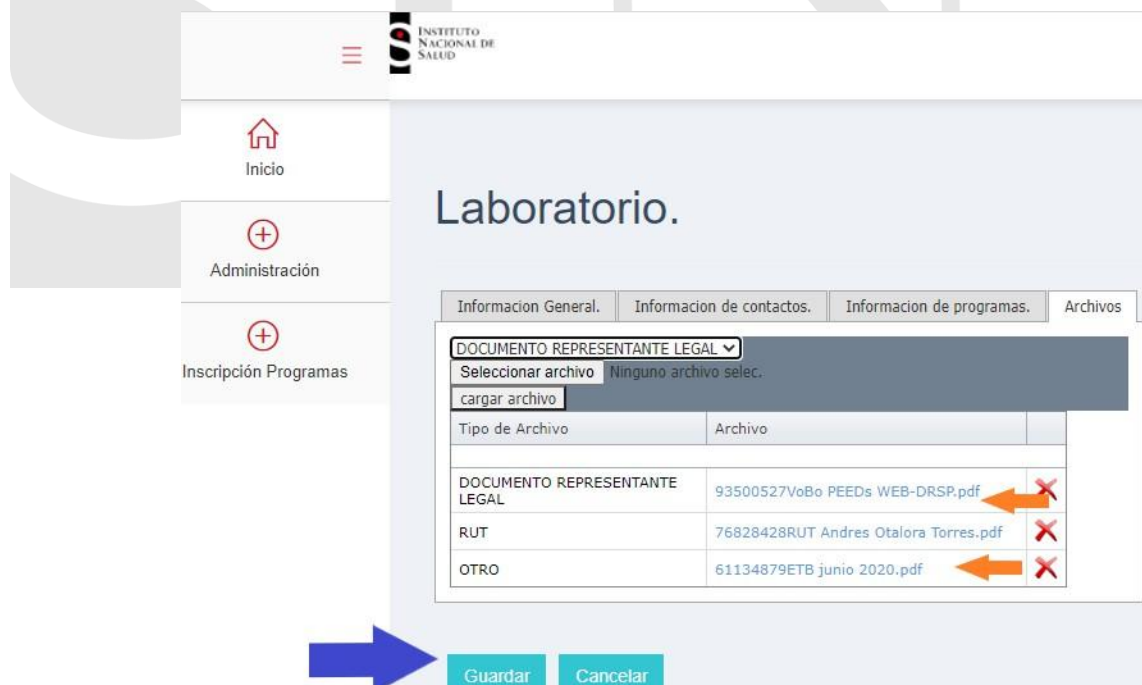 INSTITUTO
NACIONAL DE
SALUD
Inicio
Administración
Inscripción Programas
Laboratorio.
Informacion General. Informacion de contactos. Informacion de programas. Archivos
DOCUMENTO REPRESENTANTE LEGAL
Seleccionar archivo Ninguno archivo selec.
cargar archivo
Tipo de Archivo Archivo
DOCUMENTO REPRESENTANTE
LEGAL
93500527VoBo PEEDs WEB-DRSP.pdf
RUT 76828428RUT Andres Otalora Torres.pdf
OTRO 61134879ETB junio 2020.pdf
Guardar Cancelar